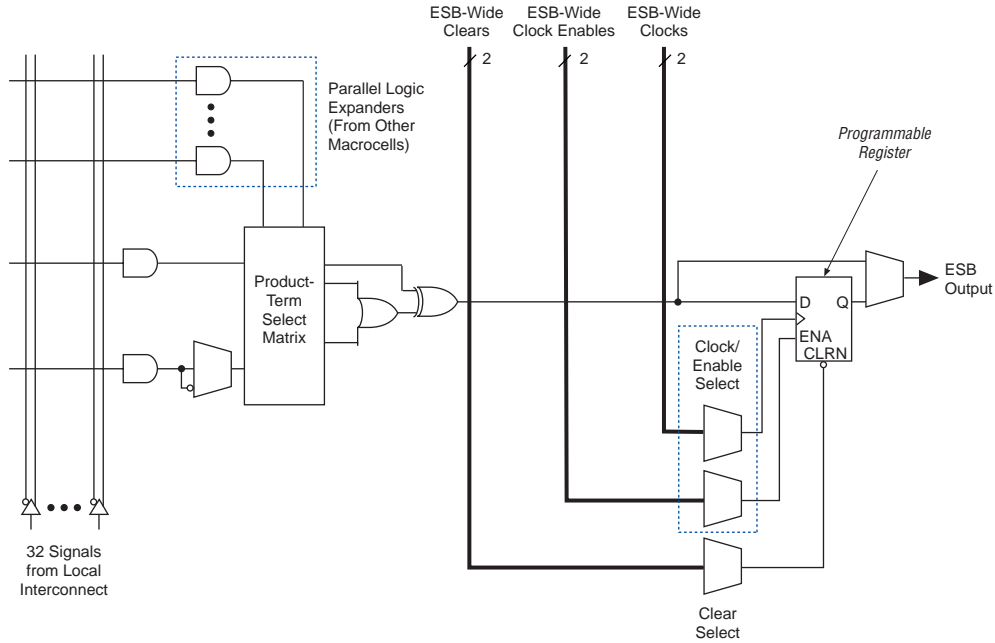 ESB-Wide
Clears
ESB-Wide
Clock Enables
ESB-Wide
Clocks
2
2
2
Parallel Logic
Expanders
(From Other
Macrocells)
Programmable
Register
Product-
Term
Select
Matrix
ESB
Output
D
Q
ENA
CLRN
Clock/
Enable
Select
32 Signals
from Local
Interconnect
Clear
Select